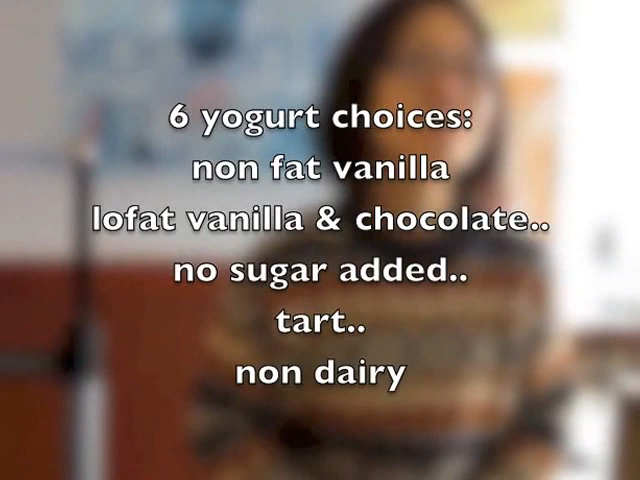 6 yogurt choices:
non fat vanilla
lofat vanilla & chocolate..
no sugar added..
tart..
non dairy